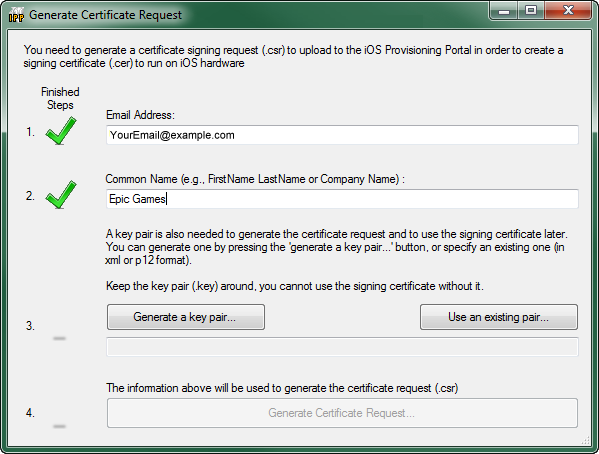 IPP Generate Certificate Request
You need to generate a certificate signing request (.csr) to upload to the iOS Provisioning Portal in order to create a
signing certificate (.cer) to run on iOS hardware
Finished
Steps
Email Address:
1.
YourEmail@example.com
Common Name (e.g., FirstName LastName or Company Name) :
2.
Epic Games
A key pair is also needed to generate the certificate request and to use the signing certificate later.
You can generate one by pressing the 'generate a key pair...' button, or specify an existing one (in
xml or p12 format).
Keep the key pair (.key) around, you cannot use the signing certificate without it.
3.
Generate a key pair... Use an existing pair...
The information above will be used to generate the certificate request (.csr)
4.
Generate Certificate Request...